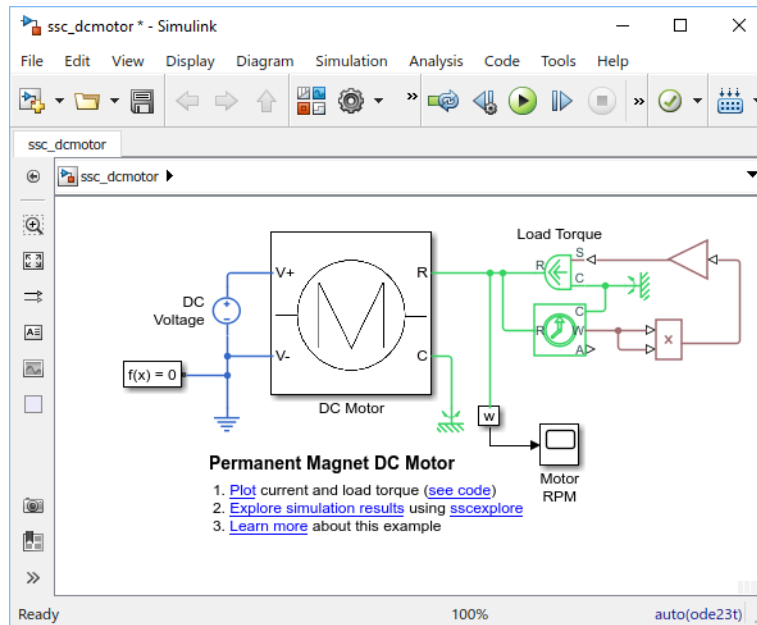 ssc_dcmotor * - Simulink
File Edit View Display Diagram Simulation Analysis Code Tools Help
» »
ssc_dcmotor
ssc_dcmotor
Load Torque
S
R
C
V+ R
DC
Voltage
C
R W
A
x
V- C
f(x) = 0
M
DC Motor
w
Motor
RPM
Permanent Magnet DC Motor
1. Plot current and load torque (see code)
2. Explore simulation results using sscexplore
3. Learn more about this example
Ready 100% auto(ode23t)